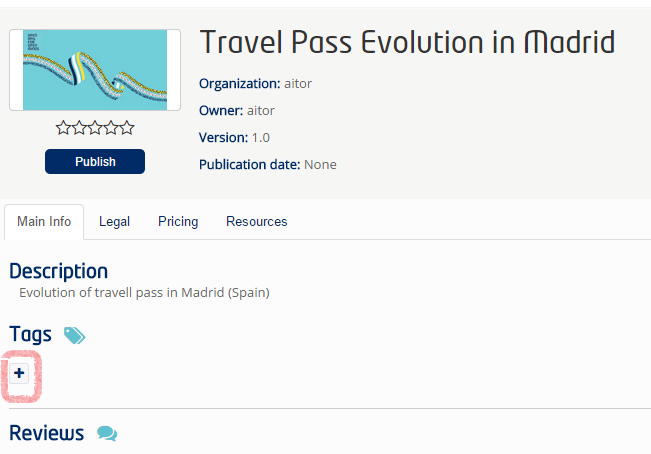 Travel Pass Evolution in Madrid
Organization: aitor
Owner: aitor
Version: 1.0
Publication date: None
Publish
Main Info Legal Pricing Resources
Description
Evolution of travell pass in Madrid (Spain)
Tags
+
Reviews